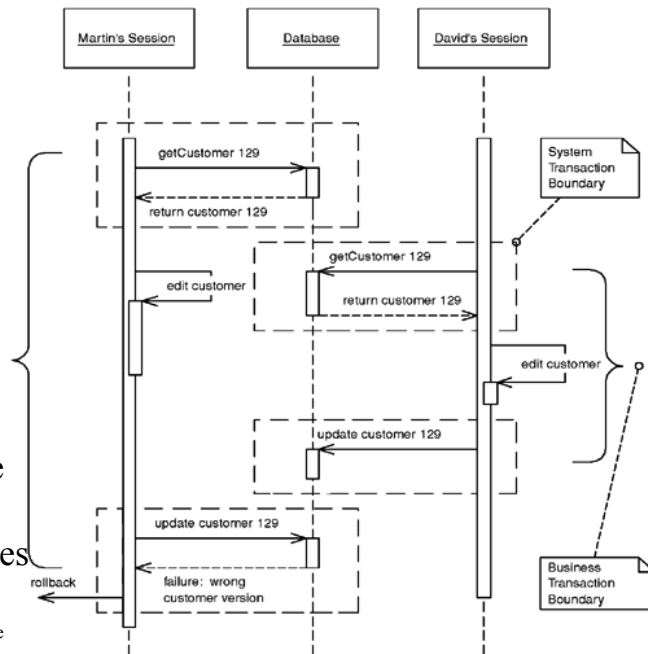 Martin's Session
Database
David's Session
getCustomer 129
return customer 129
System
Transaction
Boundary
getCustomer 129
edit customer
return customer 129
edit customer
update customer 129
e
update customer 129
es
rollback
failure: wrong
customer version
Business
Transaction
Boundary
e